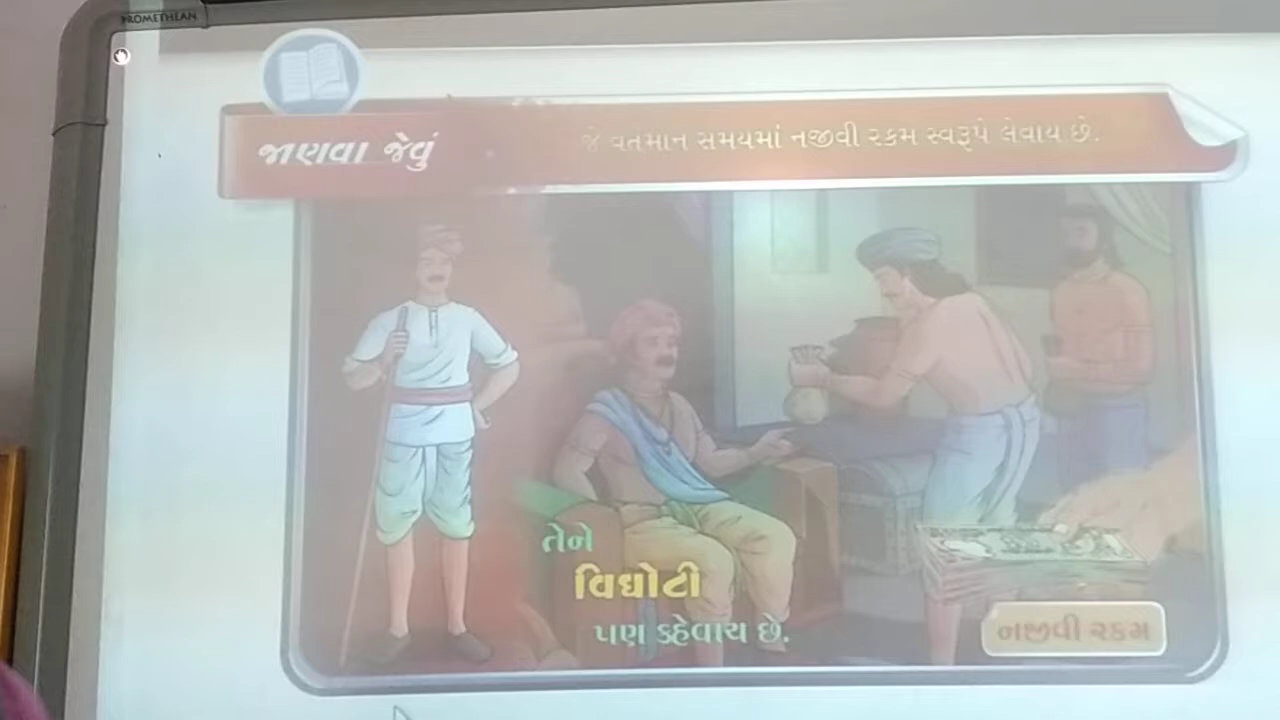 PROMETHEAN
જાણવા જેવું
જે વતમાન સમયમાં નજીવી રકમ સ્વરૂપે લેવાય છે.
તેને
વિઘોટી
પણ કહેવાય છે.
નજીવી રકમ